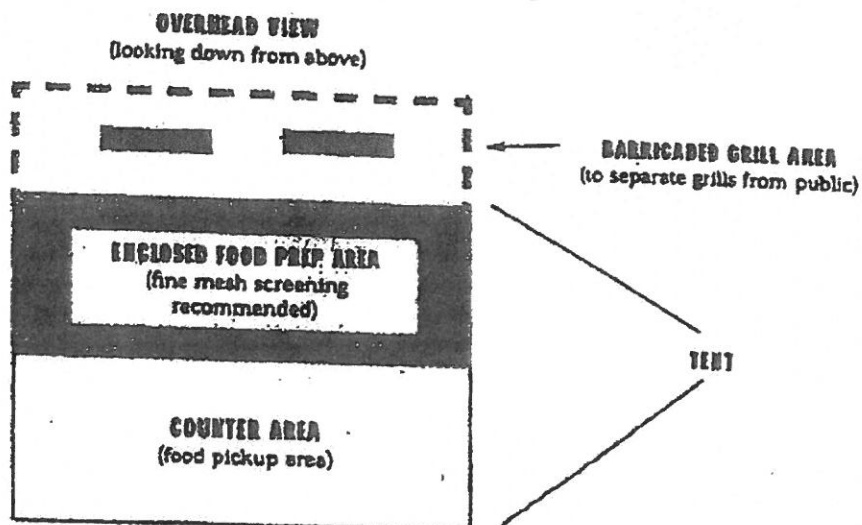 OVERHEAD VIEW
(looking down from above)
BARRICADED GRILL AREA
(to separate grills from public)
ENCLOSED FOOD PREP AREA
(fine mesh screening
recommended)
TENT
COUNTER AREA
(food pickup area)